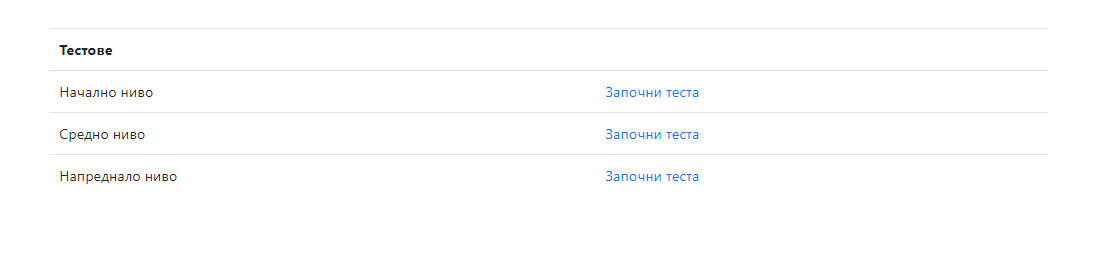 Тестове
Начално ниво Започни теста
Средно ниво Започни теста
Напреднало ниво Започни теста